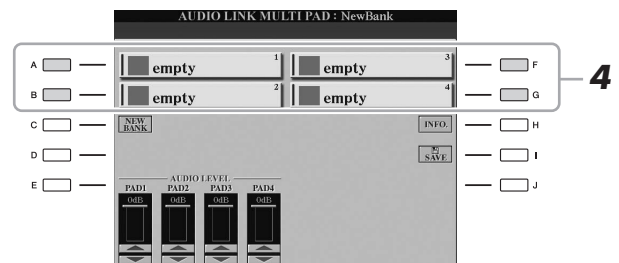 AUDIO LINK MULTI PAD : NewBank
A empty 1 empty 3 F
B empty 2 empty 4 G
4
C NEW BANK INFO. H
D SAVE I
E J
AUDIO LEVEL
PAD1 PAD2 PAD3 PAD4
0dB 0dB 0dB 0dB